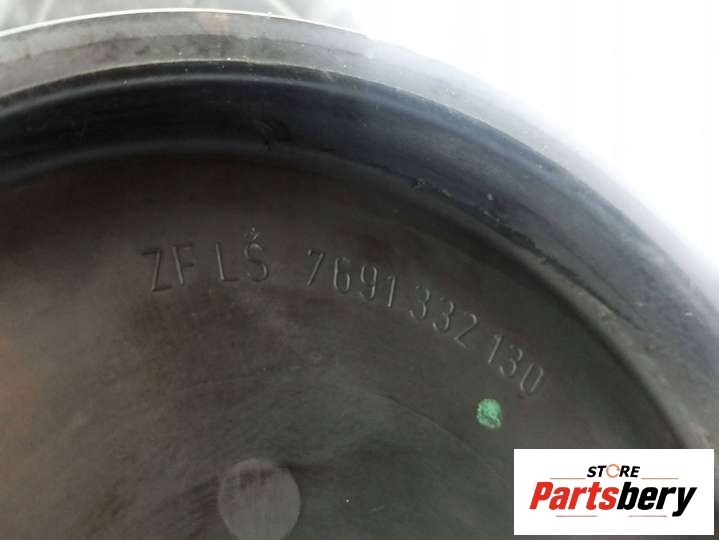 ZF LŠ 7691 332 130
STORE
Partsbery